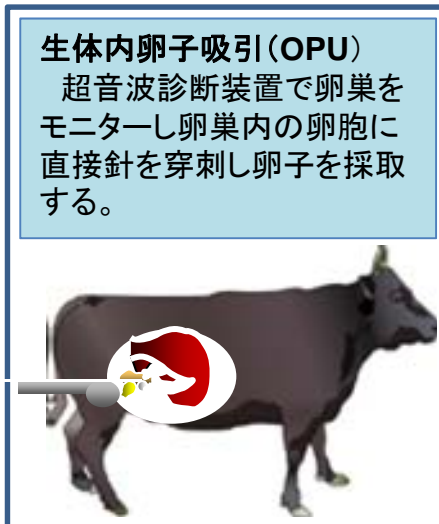 生体内卵子吸引(OPU)
超音波診断装置で卵巣を
モニターし卵巣内の卵胞に
直接針を穿刺し卵子を採取
する。